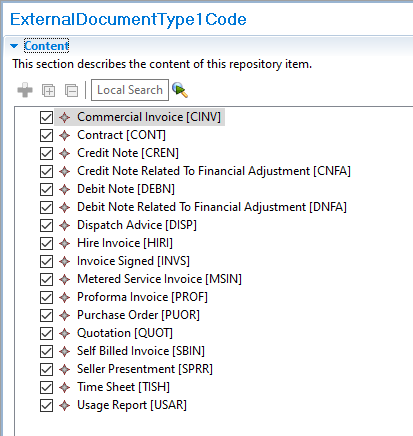 ExternalDocumentType1Code
Content
This section describes the content of this repository item.
Local Search
Commercial Invoice [CINV]
Contract [CONT]
Credit Note [CREN]
Credit Note Related To Financial Adjustment [CNFA]
Debit Note [DEBN]
Debit Note Related To Financial Adjustment [DNFA]
Dispatch Advice [DISP]
Hire Invoice [HIRI]
Invoice Signed [INVS]
Metered Service Invoice [MSIN]
Proforma Invoice [PROF]
Purchase Order [PUOR]
Quotation [QUOT]
Self Billed Invoice [SBIN]
Seller Presentment [SPRR]
Time Sheet [TISH]
Usage Report [USAR]